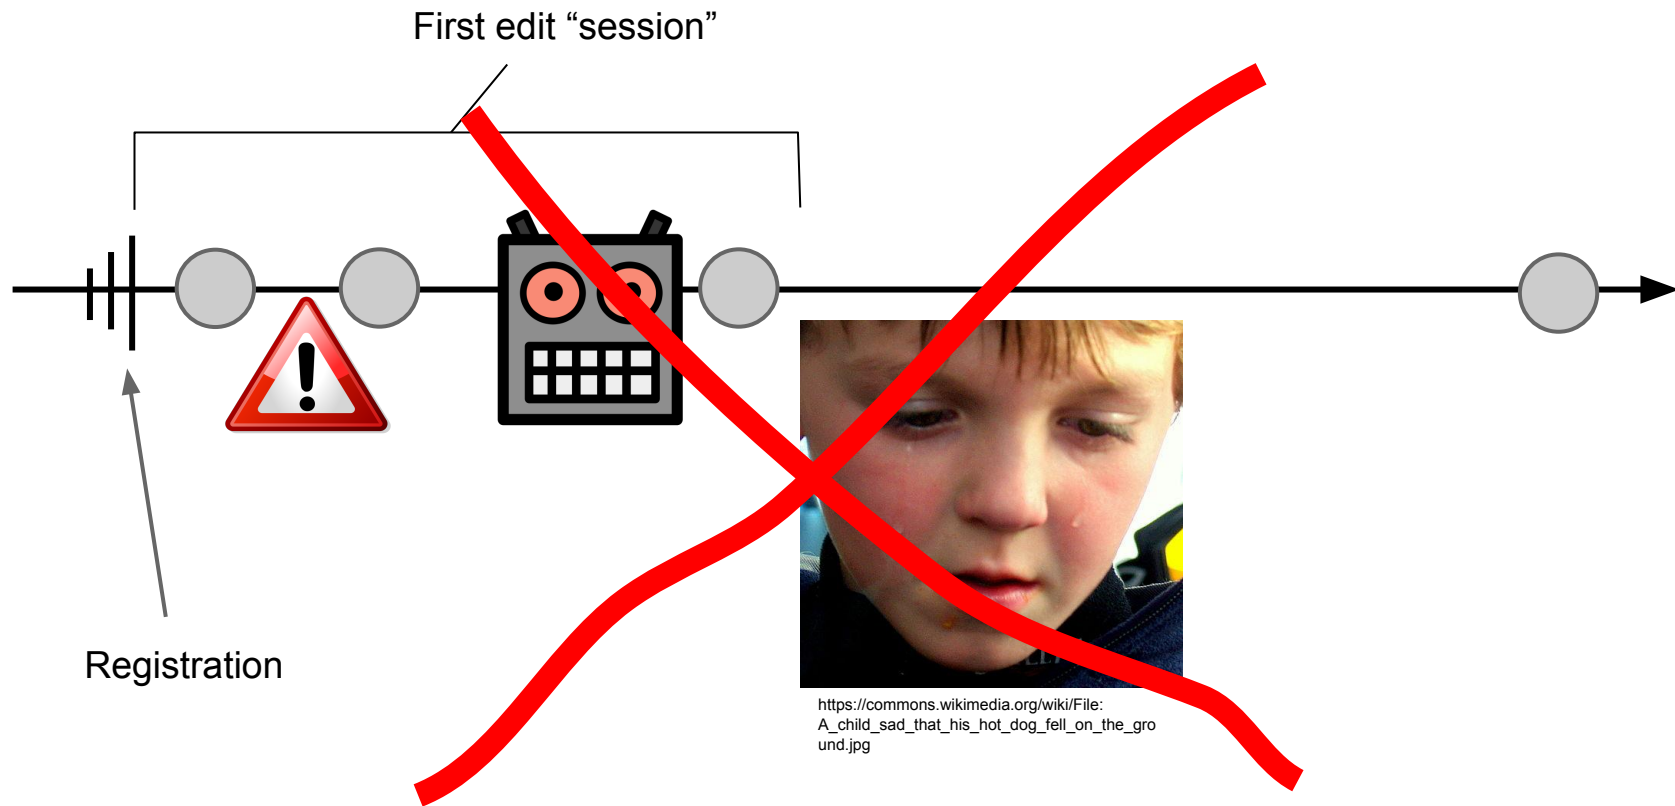 First edit “session”
Registration
https://commons.wikimedia.org/wiki/File:
A_child_sad_that_his_hot_dog_fell_on_the_gro
und.jpg